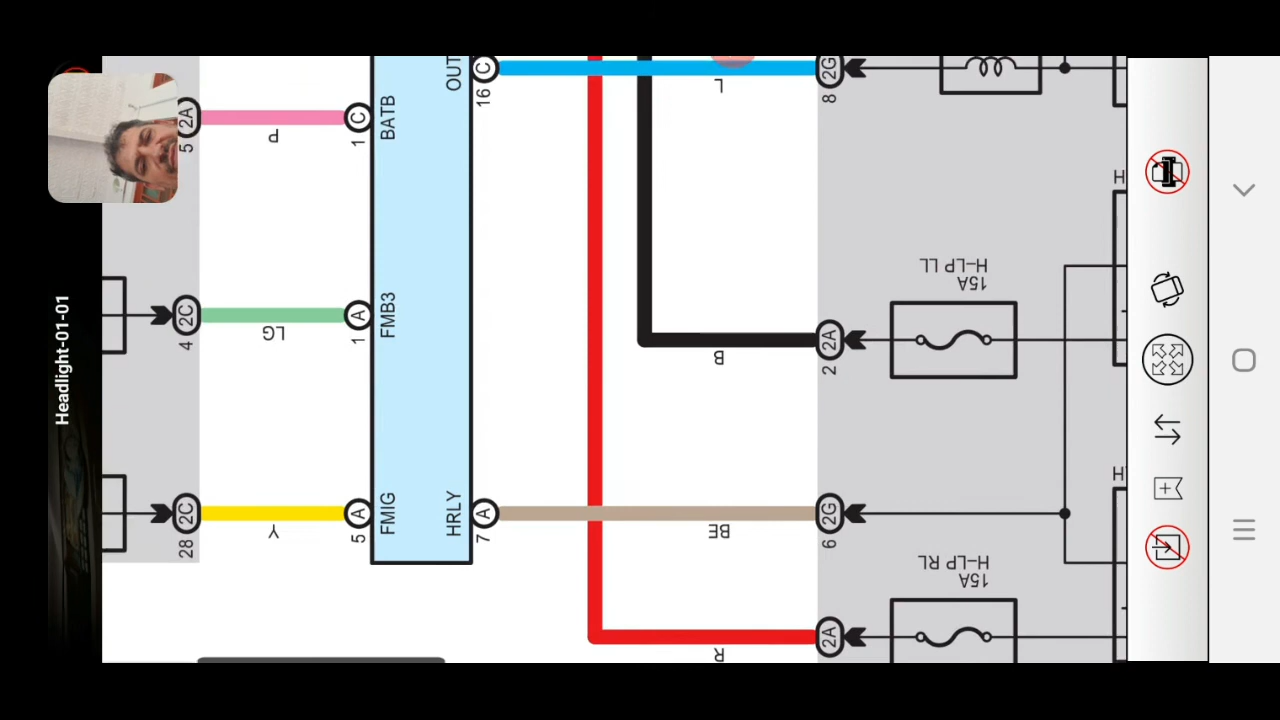 Headlight-01-01
5
2A
P
1
C
BATB
OUT
C
16
L
2G
8
H
H-LP LL
15A
4
2C
LG
1
A
FMB3
B
2A
2
28
2C
Y
5
A
FMIG
HRLY
A
7
BE
2G
6
H
H-LP RL
15A
R
2A